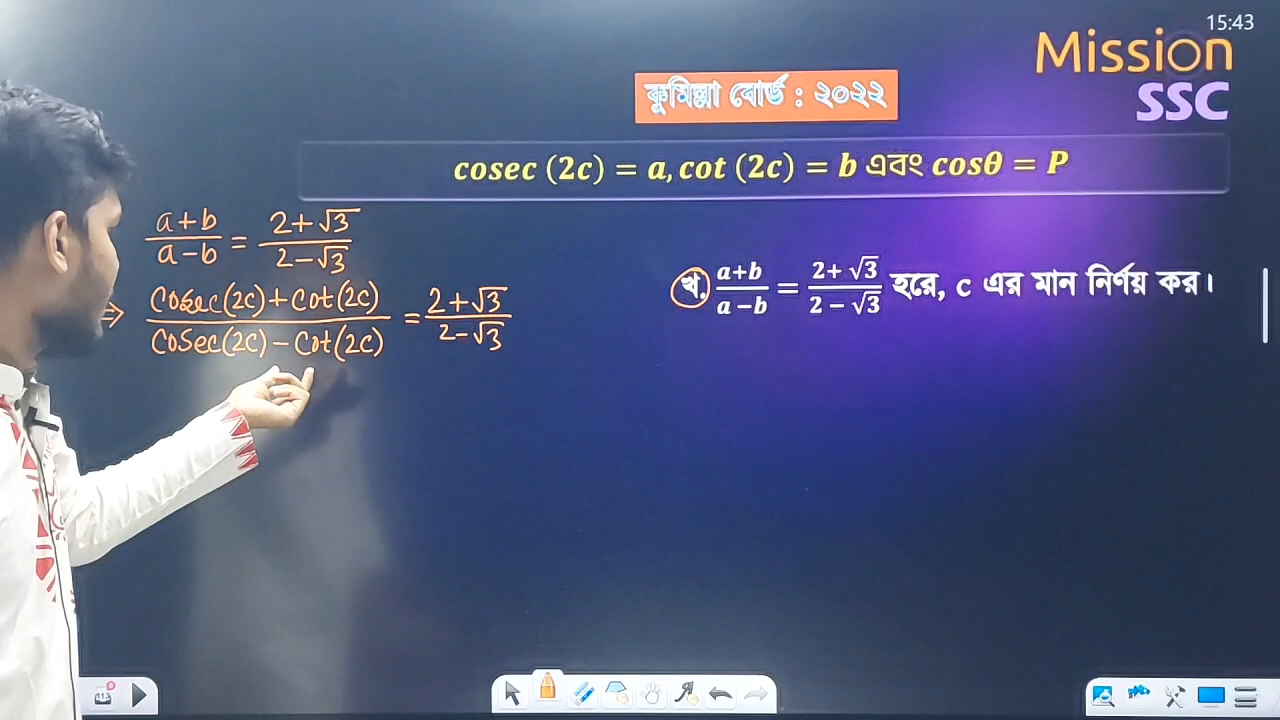 15:43
Mission
SSC
কুমিল্লা বোর্ড : ২০২২
cosec (2c) = a, cot (2c) = b এবং cosθ = P
a+b / a-b = 2+√3 / 2-√3
⇒ Cosec(2C)+Cot(2C) / Cosec(2C)-Cot(2C) = 2+√3 / 2-√3
খ. a+b / a-b = 2+√3 / 2-√3 হরে, c এর মান নির্ণয় কর।